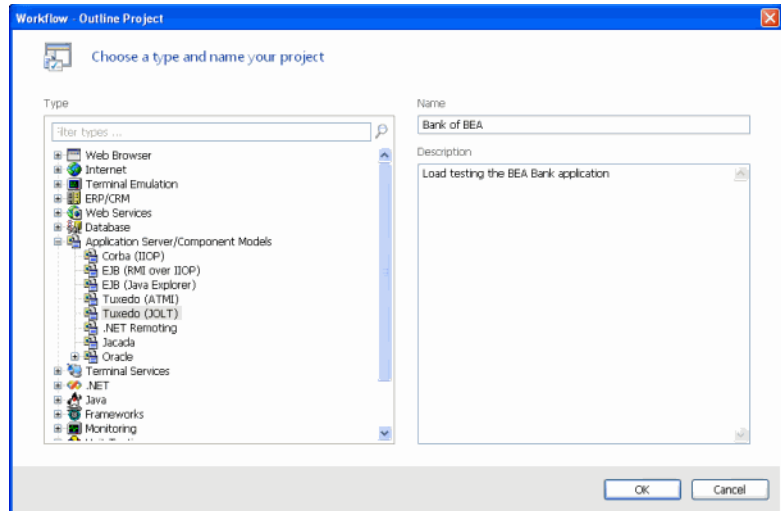 Workflow - Outline Project
Choose a type and name your project
Type
Filter types ...
Web Browser
Internet
Terminal Emulation
ERP/CRM
Web Services
Database
Application Server/Component Models
Corba (IIOP)
EJB (RMI over IIOP)
EJB (Java Explorer)
Tuxedo (ATMI)
Tuxedo (JOLT)
.NET Remoting
Jacada
Oracle
Terminal Services
.NET
Java
Frameworks
Monitoring
Name
Bank of BEA
Description
Load testing the BEA Bank application
OK
Cancel